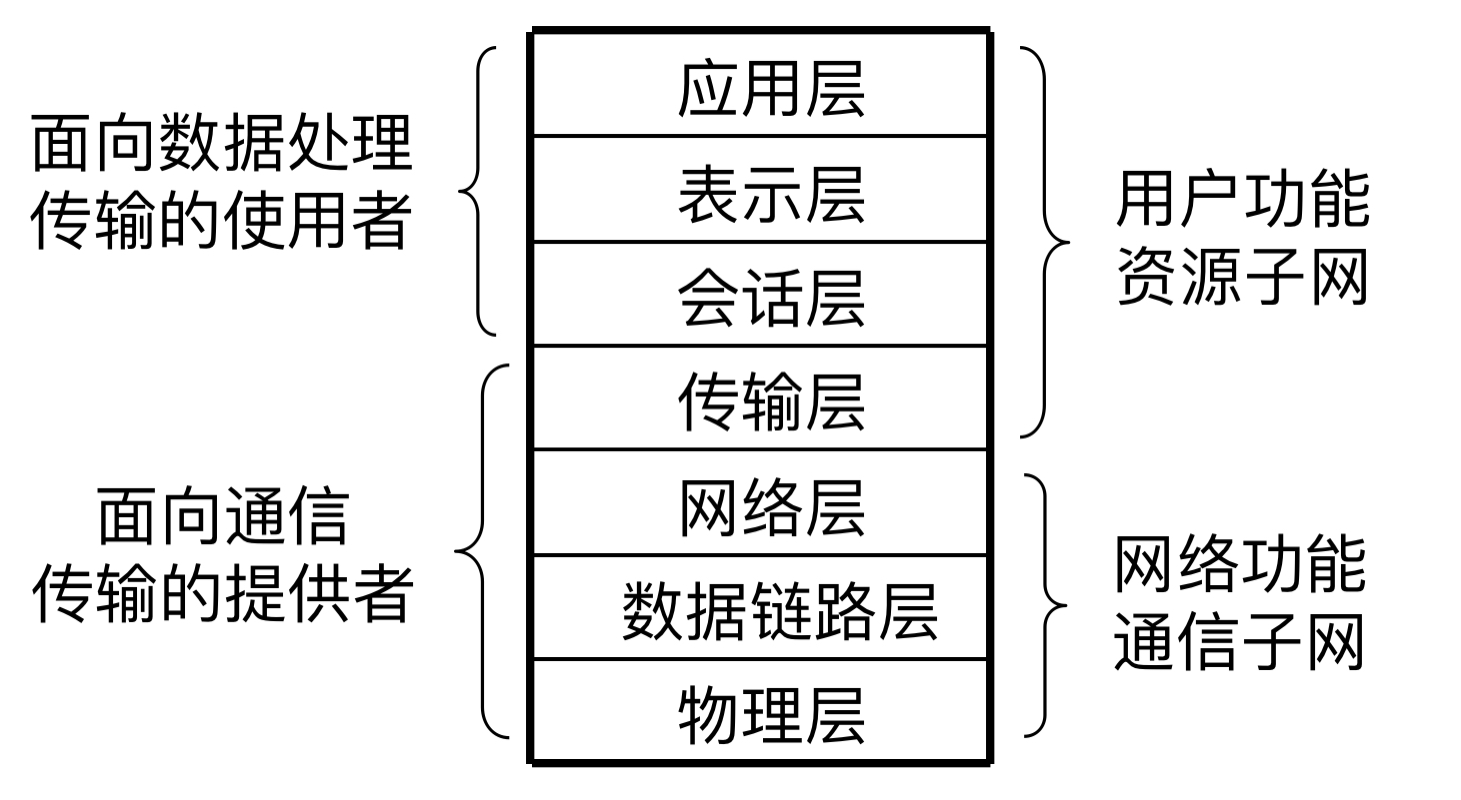 面向数据处理
传输的使用者
面向通信
传输的提供者
应用层
表示层
会话层
传输层
网络层
数据链路层
物理层
用户功能
资源子网
网络功能
通信子网